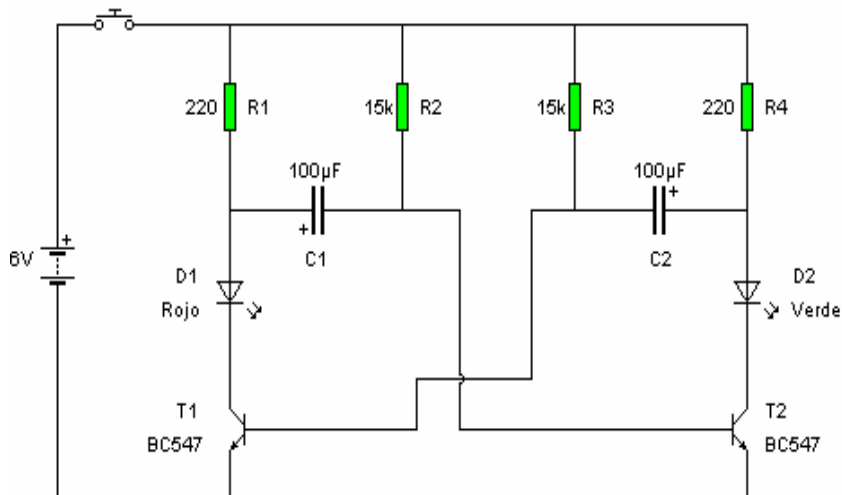 220 R1
15k R2
15k R3
220 R4
100µF
+
C1
100µF
+
C2
+
6V
D1
Rojo
D2
Verde
T1
BC547
T2
BC547